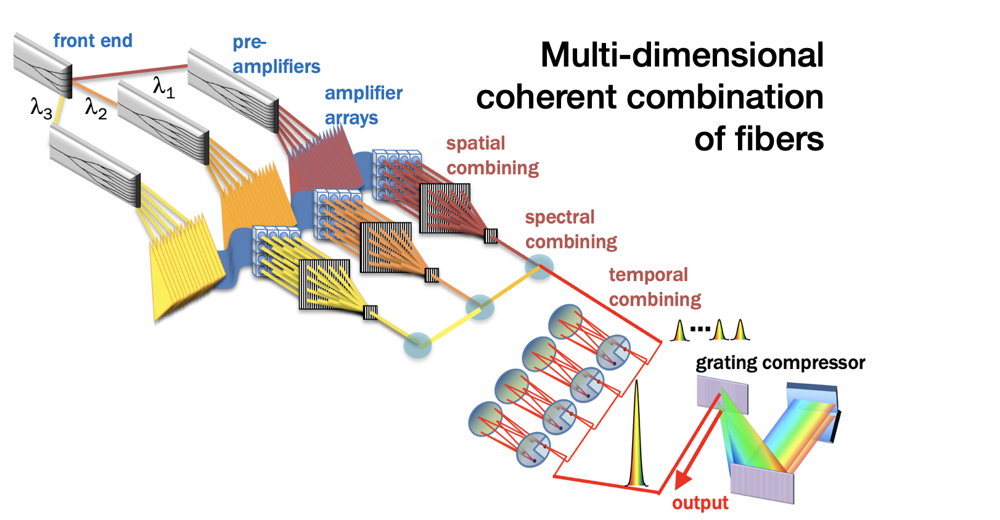 Multi-dimensional
coherent combination
of fibers
front end
pre-
amplifiers
amplifier
arrays
λ1
λ2
λ3
spatial
combining
spectral
combining
temporal
combining
...
grating compressor
output